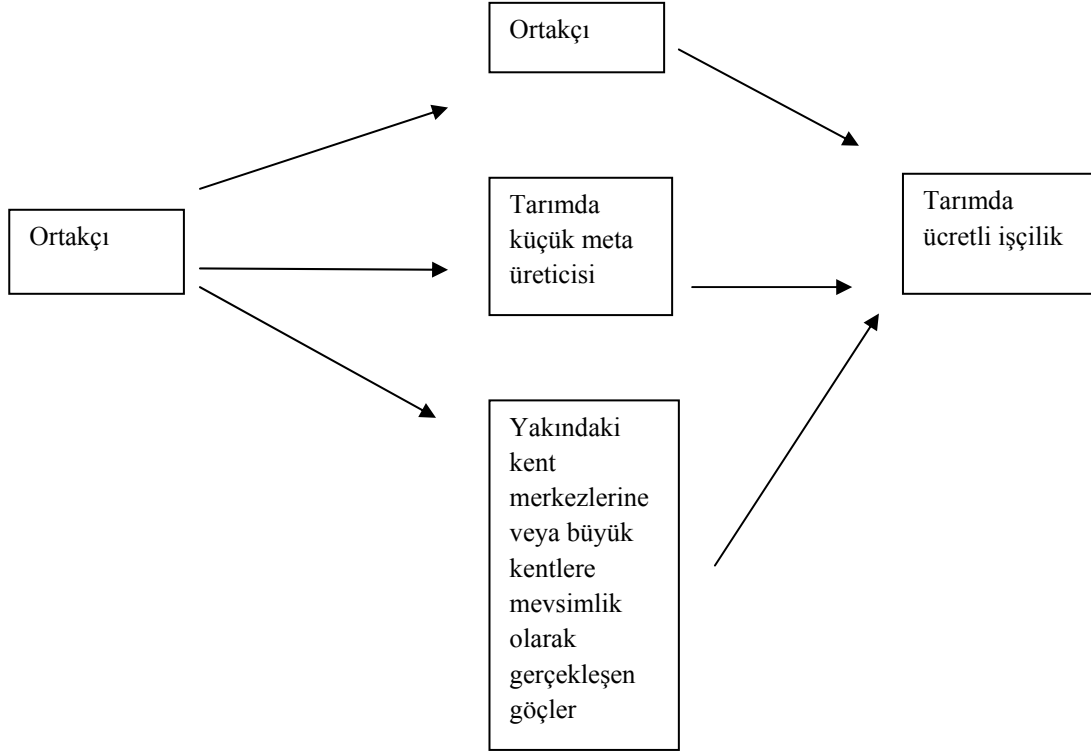 Ortakçı
Ortakçı
Tarımda
küçük meta
üreticisi
Yakındaki
kent
merkezlerine
veya büyük
kentlere
mevsimlik
olarak
gerçekleşen
göçler
Tarımda
ücretli işçilik